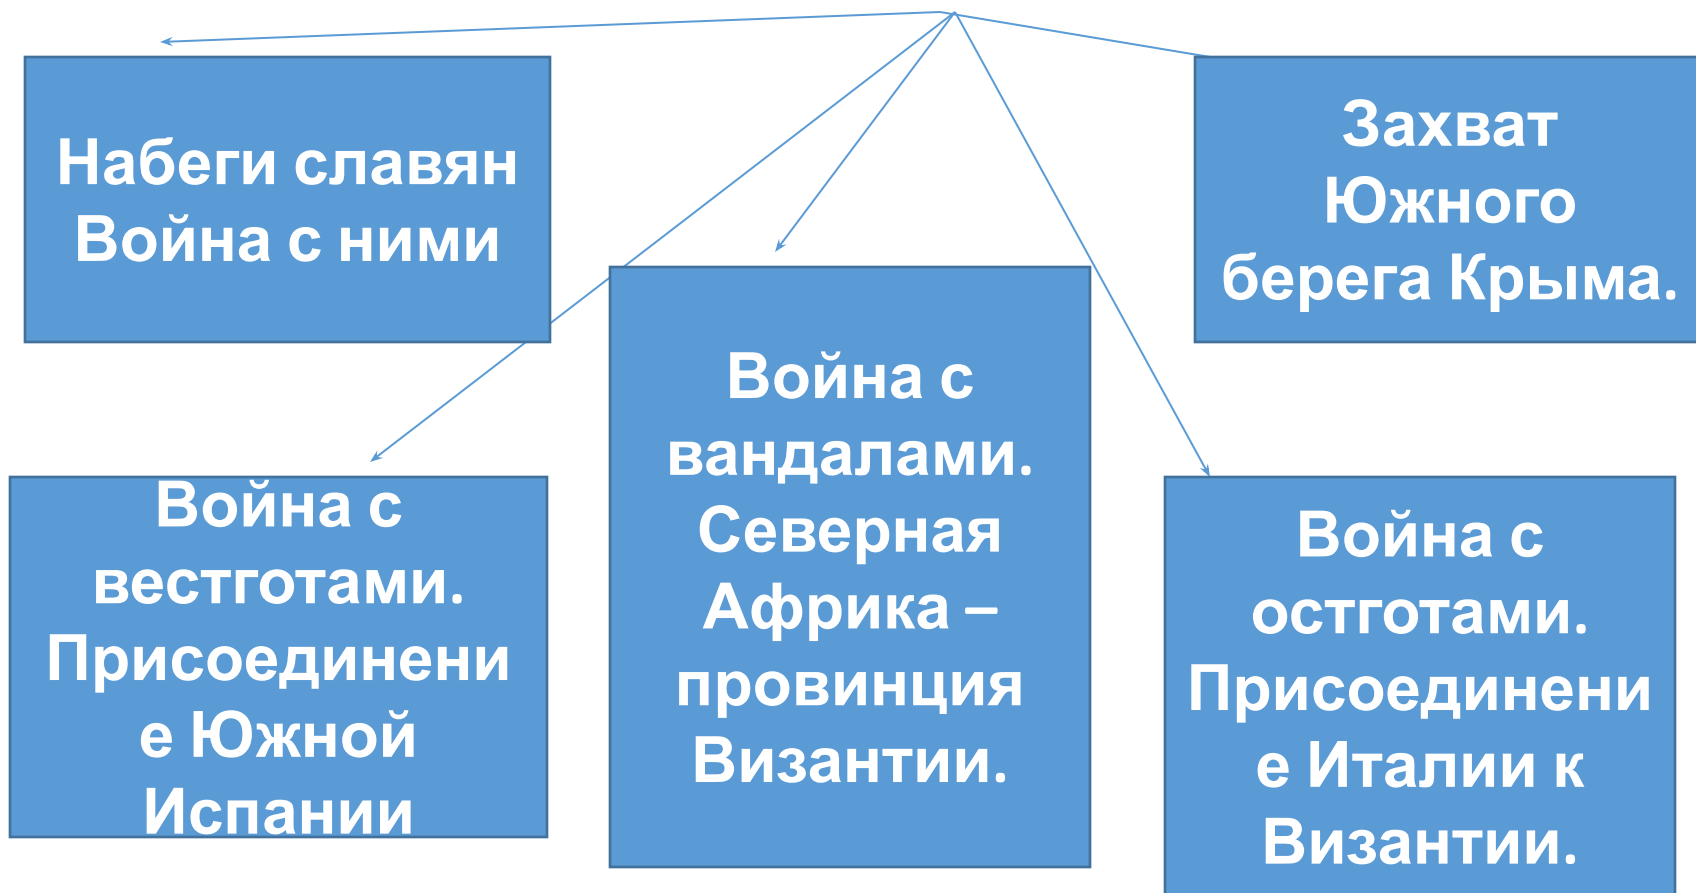 Набеги славян
Война с ними
Захват
Южного
берега Крыма.
Война с
вестготами.
Присоединени
е Южной
Испании
Война с
вандалами.
Северная
Африка –
провинция
Византии.
Война с
остготами.
Присоединени
е Италии к
Византии.